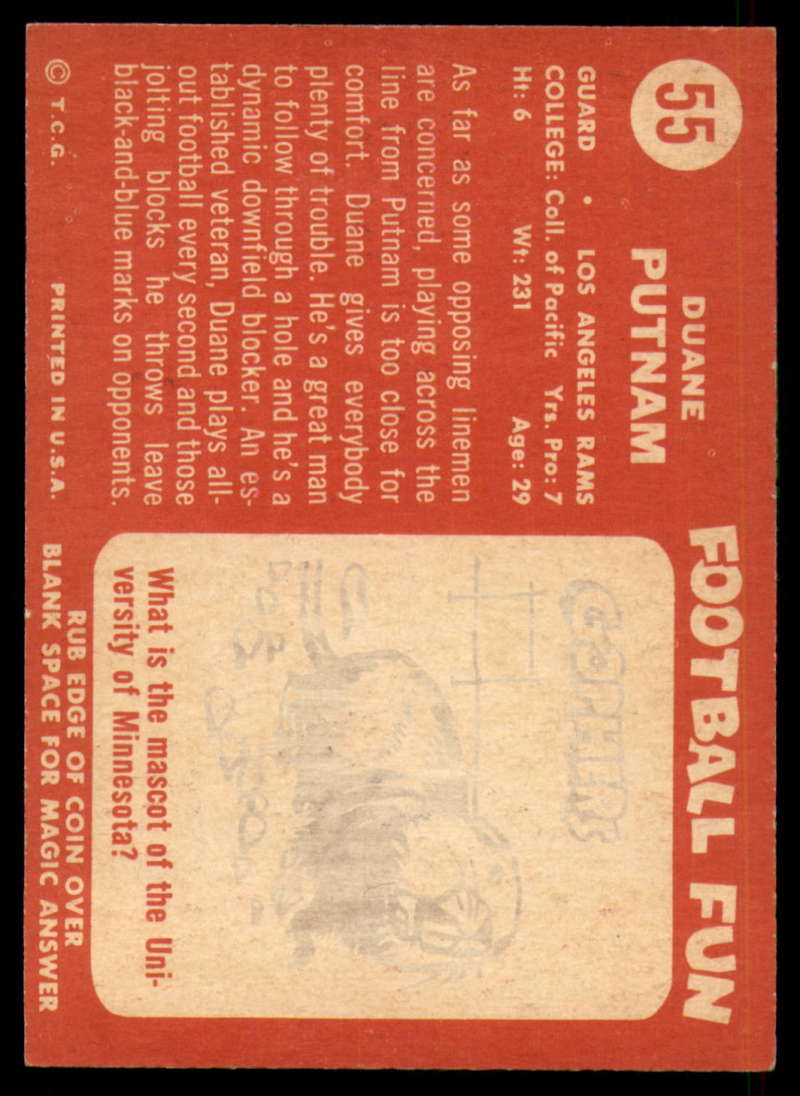 55
DUANE
PUTNAM
GUARD • LOS ANGELES RAMS
COLLEGE: Coll. of Pacific Yrs. Pro: 7
Ht: 6 Wt: 231 Age: 29
As far as some opposing linemen
are concerned, playing across the
line from Putnam is too close for
comfort. Duane gives everybody
plenty of trouble. He's a great man
to follow through a hole and he's a
dynamic downfield blocker. An es-
tablished veteran, Duane plays all-
out football every second and those
jolting blocks he throws leave
black-and-blue marks on opponents.
© T.C.G. PRINTED IN U.S.A.
FOOTBALL FUN
GOPHERS
What is the mascot of the Uni-
versity of Minnesota?
RUB EDGE OF COIN OVER
BLANK SPACE FOR MAGIC ANSWER